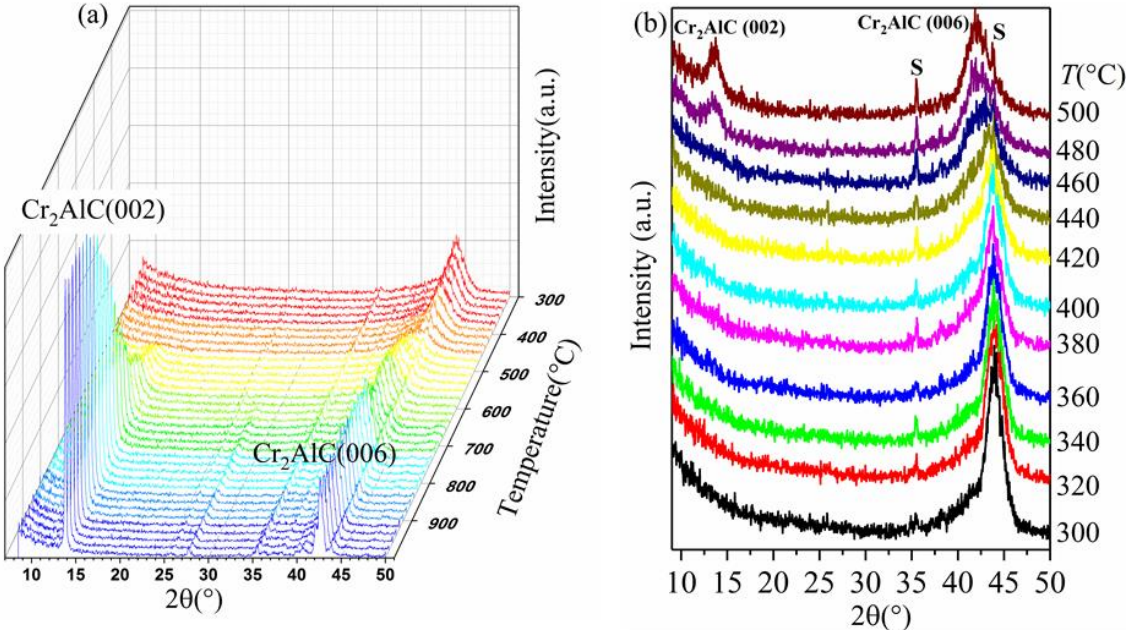 (a)
Intensity(a.u.)
Cr₂AlC(002)
Cr₂AlC(006)
300
400
500
600
700
800
900
Temperature(°C)
10 15 20 25 30 35 40 45 50
2θ(°)
(b)
Cr₂AlC (002) Cr₂AlC (006) S
S
T(°C)
500
480
460
440
420
400
380
360
340
320
300
Intensity (a.u.)
10 15 20 25 30 35 40 45 50
2θ(°)